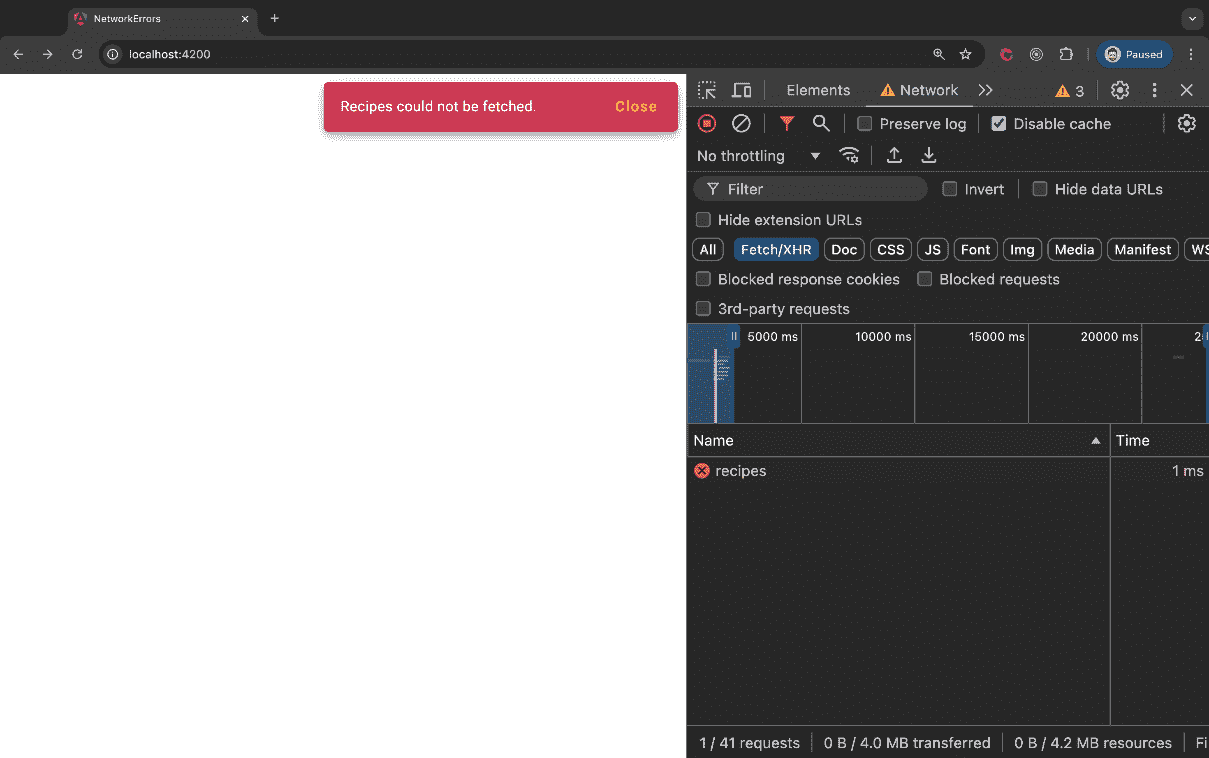 NetworkErrors
localhost:4200
Paused
Recipes could not be fetched. Close
Elements Network 3
Preserve log Disable cache
No throttling
Filter Invert Hide data URLs
Hide extension URLs
All Fetch/XHR Doc CSS JS Font Img Media Manifest WS
Blocked response cookies Blocked requests
3rd-party requests
5000 ms 10000 ms 15000 ms 20000 ms
Name Time
recipes 1 ms
1 / 41 requests 0 B / 4.0 MB transferred 0 B / 4.2 MB resources Fi